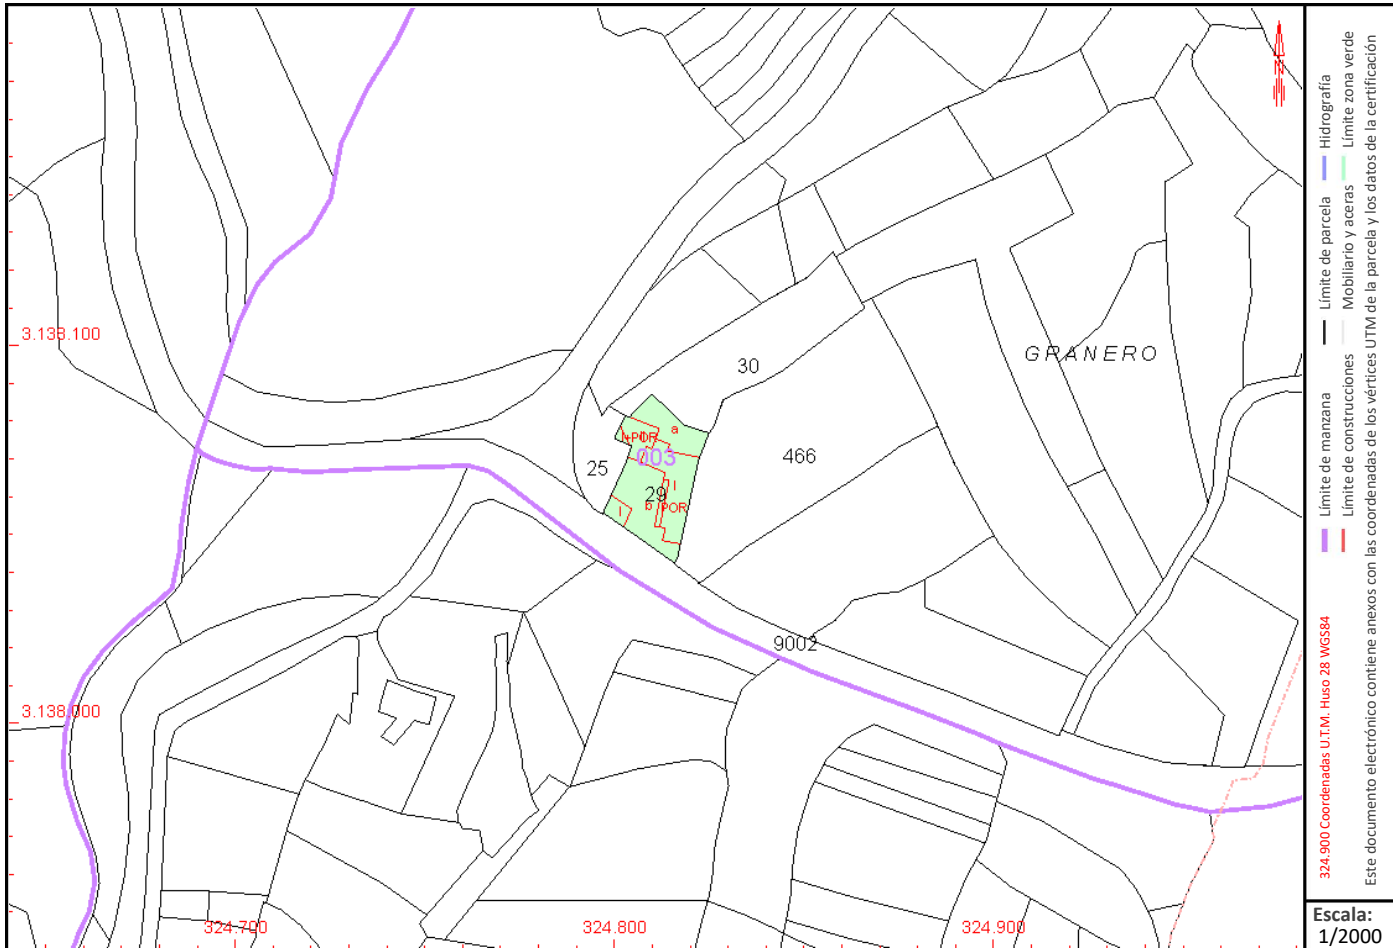 3.138.100
GRANERO
30
a
I+POR
003
466
25
I
29
b
POR
I
9002
3.138.000
324.700
324.800
324.900
Hidrografía
Límite zona verde
Límite de parcela
Mobiliario y aceras
Límite de manzana
Límite de construcciones
324.900 Coordenadas U.T.M. Huso 28 WGS84
Este documento electrónico contiene anexos con las coordenadas de los vértices UTM de la parcela y los datos de la certificación
Escala:
1/2000